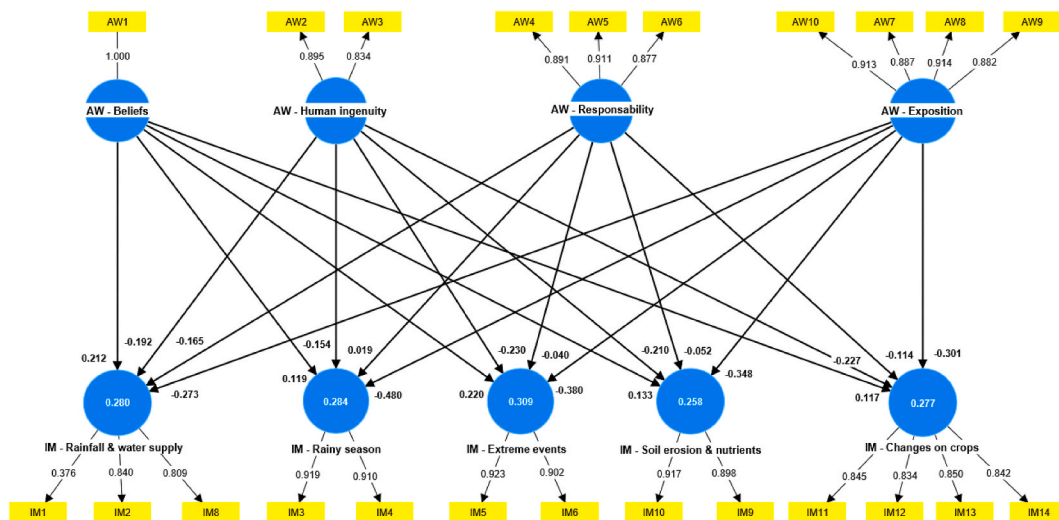 AW1 AW2 AW3 AW4 AW5 AW6 AW10 AW7 AW8 AW9
1.000 0.895 0.834 0.891 0.911 0.877 0.913 0.887 0.914 0.882
AW - Beliefs AW - Human ingenuity AW - Responsability AW - Exposition
0.212 -0.192 -0.165 -0.273
0.119 -0.154 0.019 -0.480
0.220 -0.230 -0.040 -0.380
0.133 -0.210 -0.052 -0.348
0.117 -0.227 -0.114 -0.301
0.280 0.284 0.309 0.258 0.277
IM - Rainfall & water supply IM - Rainy season IM - Extreme events IM - Soil erosion & nutrients IM - Changes on crops
0.376 0.840 0.809 0.919 0.910 0.923 0.902 0.917 0.898 0.845 0.834 0.850 0.842
IM1 IM2 IM8 IM3 IM4 IM5 IM6 IM10 IM9 IM11 IM12 IM13 IM14